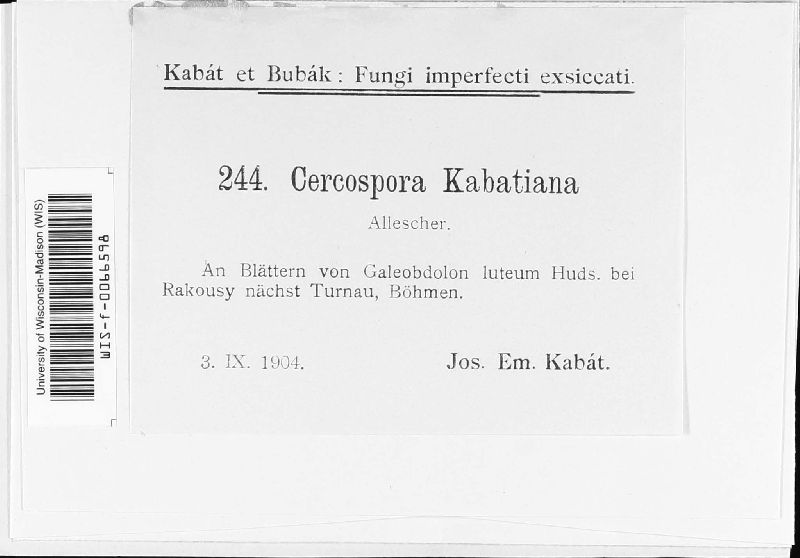 Kabát et Bubák: Fungi imperfecti exsiccati.
244. Cercospora Kabatiana
Allescher.
An Blättern von Galeobdolon luteum Huds. bei
Rakousy nächst Turnau, Böhmen.
3. IX. 1904.
Jos. Em. Kabát.
University of Wisconsin-Madison (WIS)
WIS-f-0066598